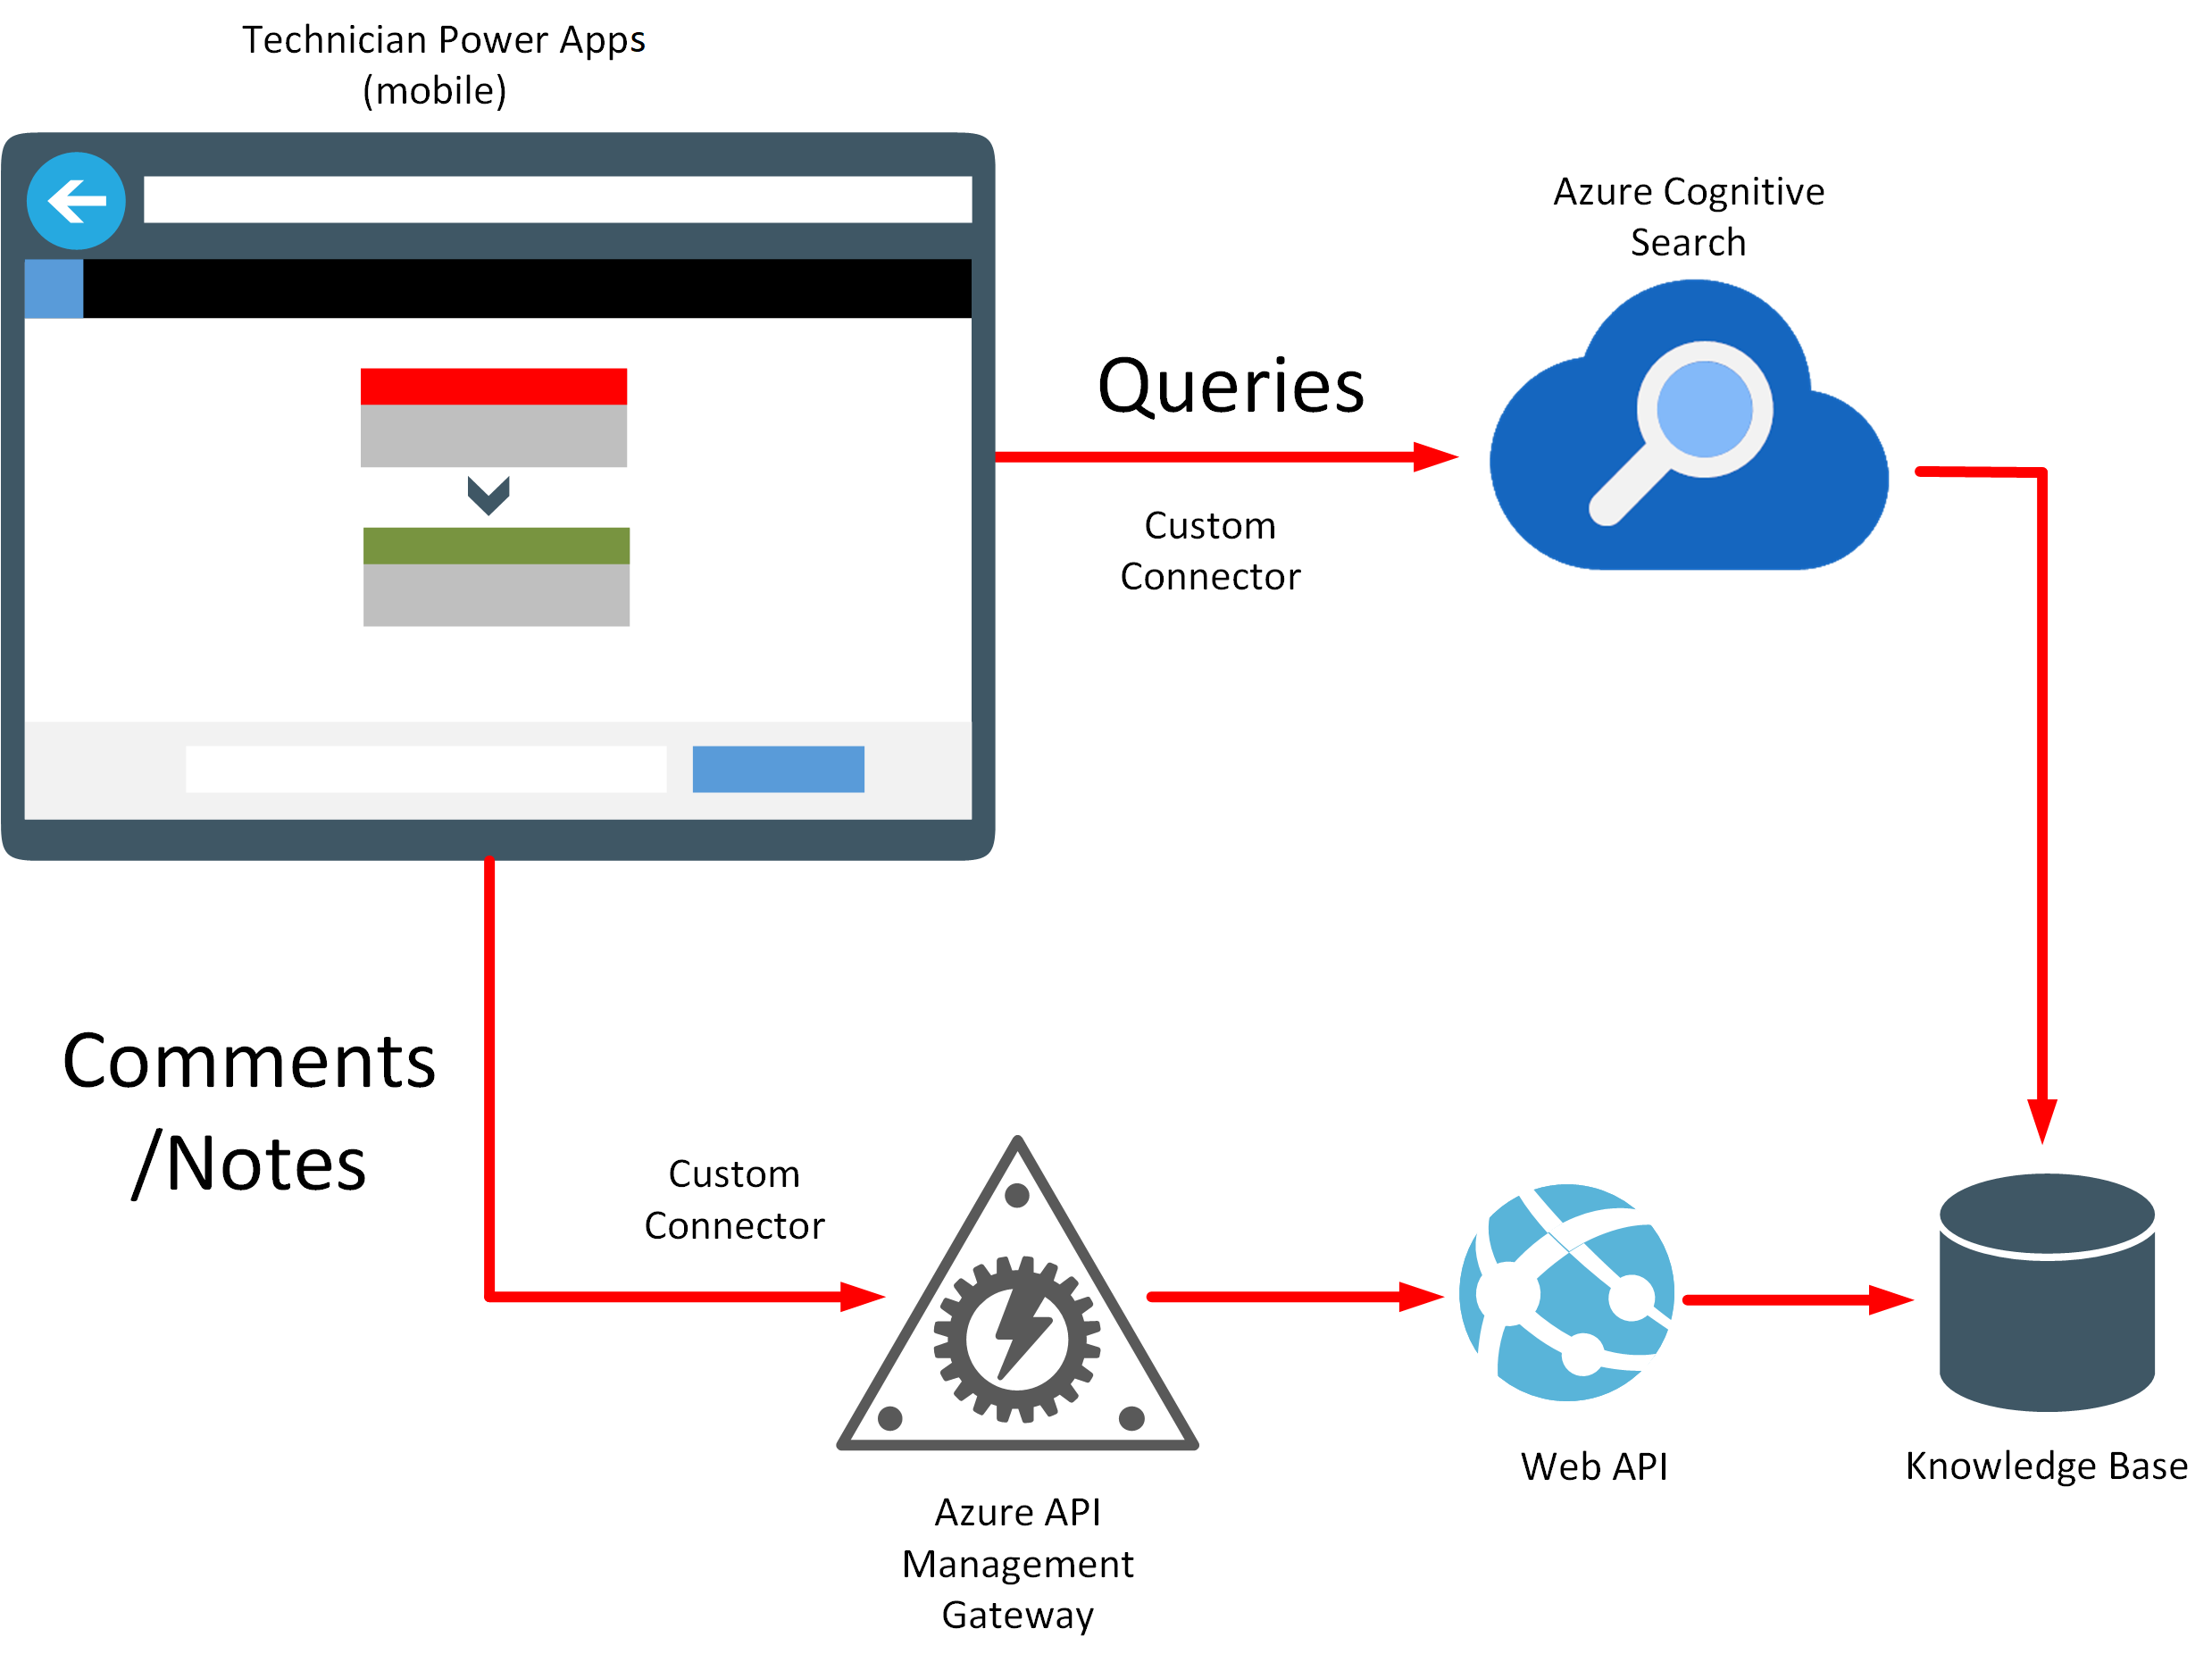 Technician Power Apps
(mobile)
Azure Cognitive
Search
Queries
Custom
Connector
Comments
/Notes
Custom
Connector
Azure API
Management
Gateway
Web API
Knowledge Base